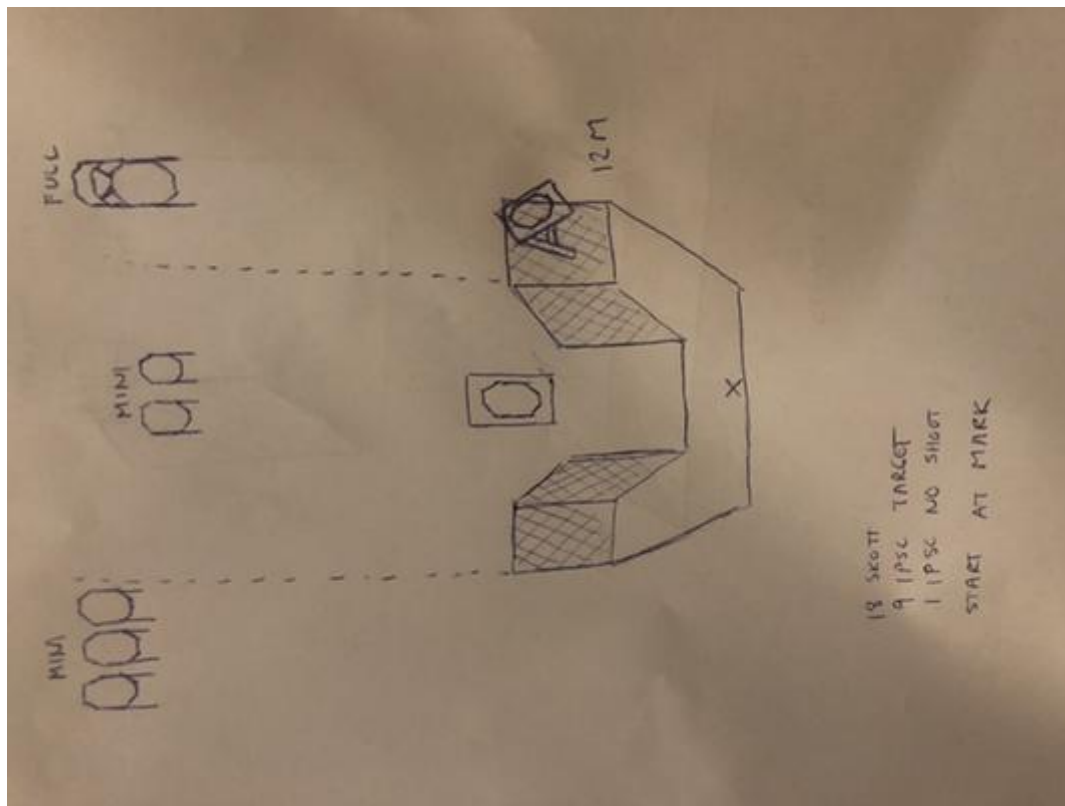 MINI
MINI
FULL
12M
X
18 SKOTT
9 IPSC TARGET
1 IPSC NO SHOOT
START AT MARK